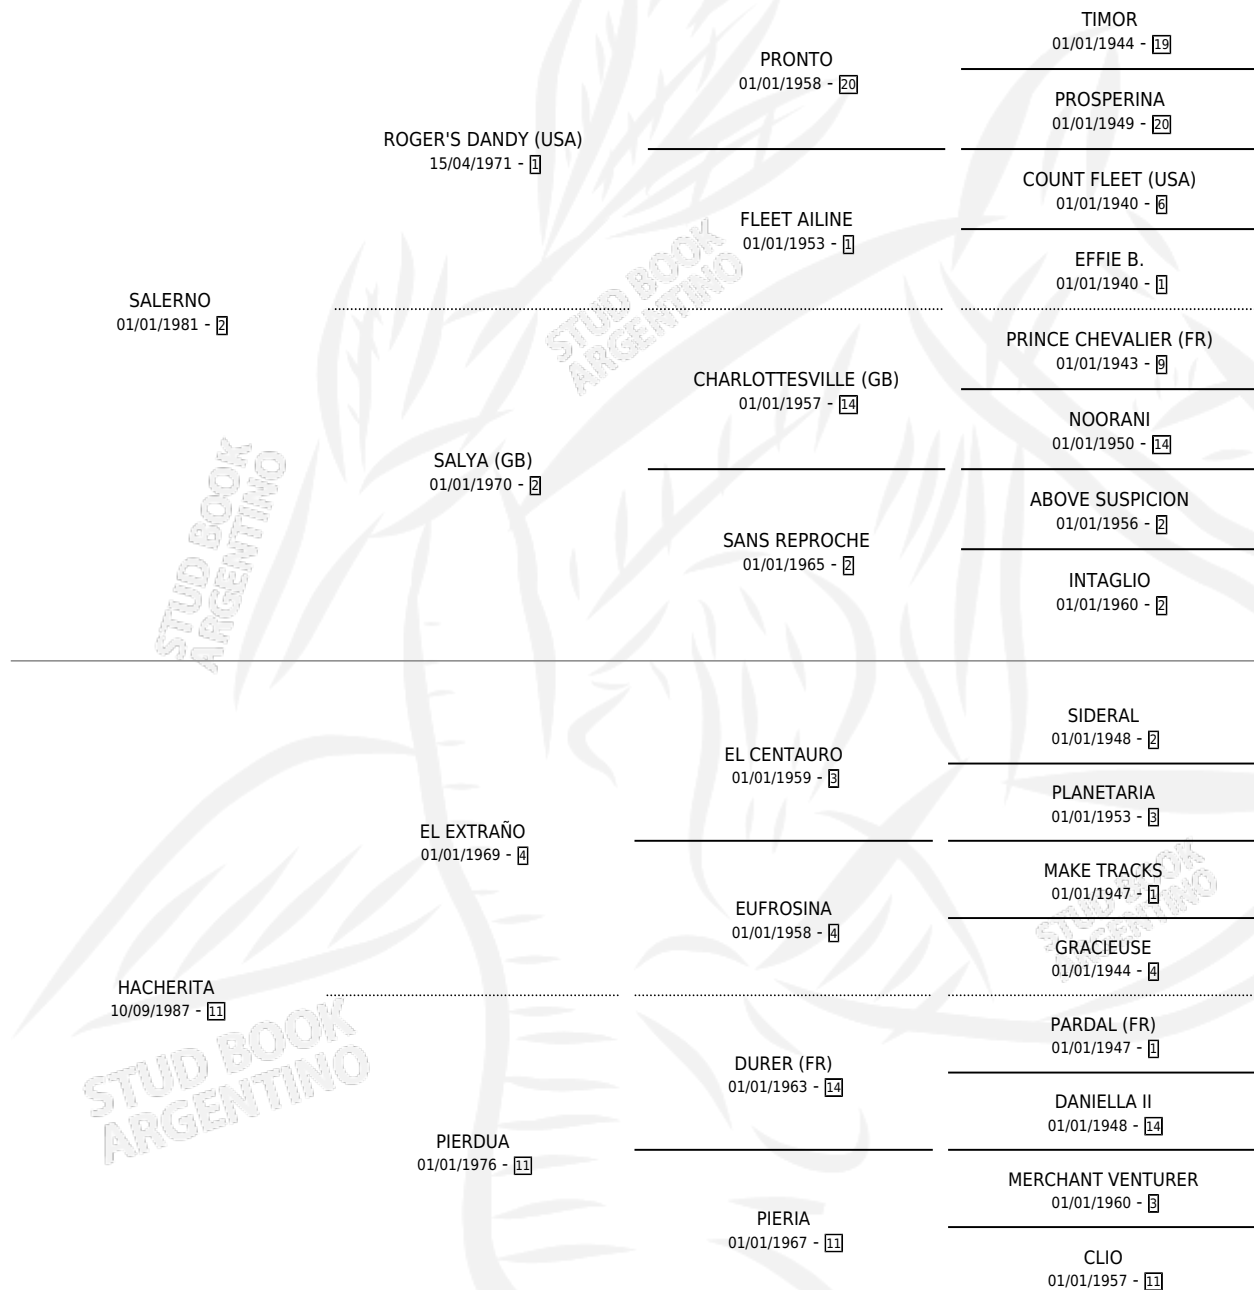 TIMOR
01/01/1944 - 19
PRONTO
01/01/1958 - 20
PROSPERINA
01/01/1949 - 20
ROGER'S DANDY (USA)
15/04/1971 - 1
COUNT FLEET (USA)
01/01/1940 - 6
FLEET AILINE
01/01/1953 - 1
EFFIE B.
01/01/1940 - 1
SALERNO
01/01/1981 - 2
PRINCE CHEVALIER (FR)
01/01/1943 - 9
CHARLOTTESVILLE (GB)
01/01/1957 - 14
NOORANI
01/01/1950 - 14
SALYA (GB)
01/01/1970 - 2
ABOVE SUSPICION
01/01/1956 - 2
SANS REPROCHE
01/01/1965 - 2
INTAGLIO
01/01/1960 - 2
SIDERAL
01/01/1948 - 2
EL CENTAURO
01/01/1959 - 3
PLANETARIA
01/01/1953 - 3
EL EXTRAÑO
01/01/1969 - 4
MAKE TRACKS
01/01/1947 - 1
EUFROSINA
01/01/1958 - 4
GRACIEUSE
01/01/1944 - 4
HACHERITA
10/09/1987 - 11
PARDAL (FR)
01/01/1947 - 1
DURER (FR)
01/01/1963 - 14
DANIELLA II
01/01/1948 - 14
PIERDUA
01/01/1976 - 11
MERCHANT VENTURER
01/01/1960 - 3
PIERIA
01/01/1967 - 11
CLIO
01/01/1957 - 11
STUD BOOK
ARGENTINO
STUD BOOK
ARGENTINO
STUD BOOK
ARGENTINO
STUD BOOK
ARGENTINO